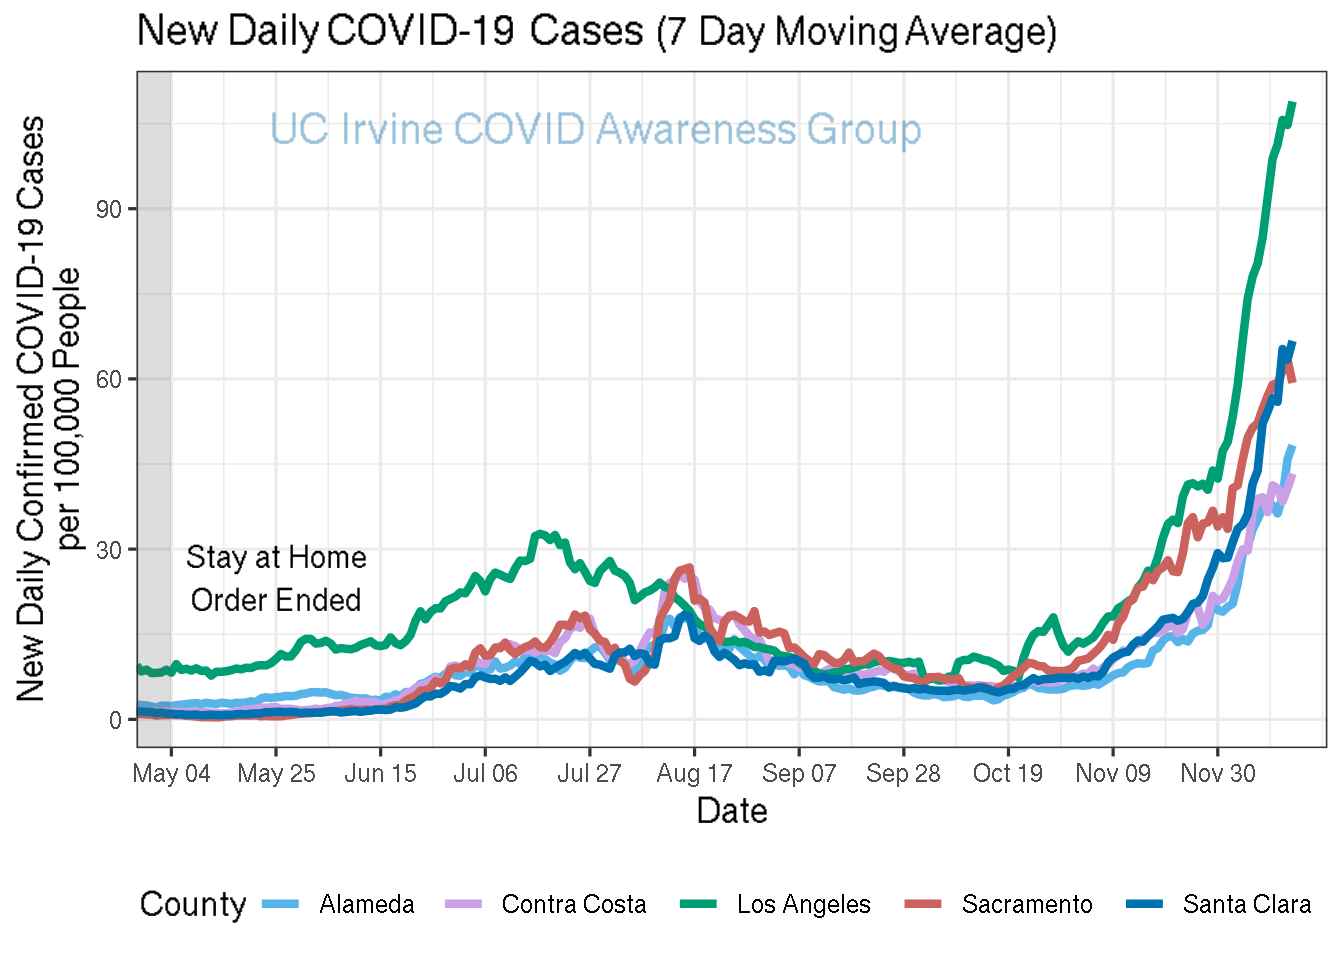 New Daily COVID-19 Cases (7 Day Moving Average)
UC Irvine COVID Awareness Group
New Daily Confirmed COVID-19 Cases
per 100,000 People
90
60
30
0
Stay at Home
Order Ended
May 04
May 25
Jun 15
Jul 06
Jul 27
Aug 17
Sep 07
Sep 28
Oct 19
Nov 09
Nov 30
Date
County
Alameda
Contra Costa
Los Angeles
Sacramento
Santa Clara